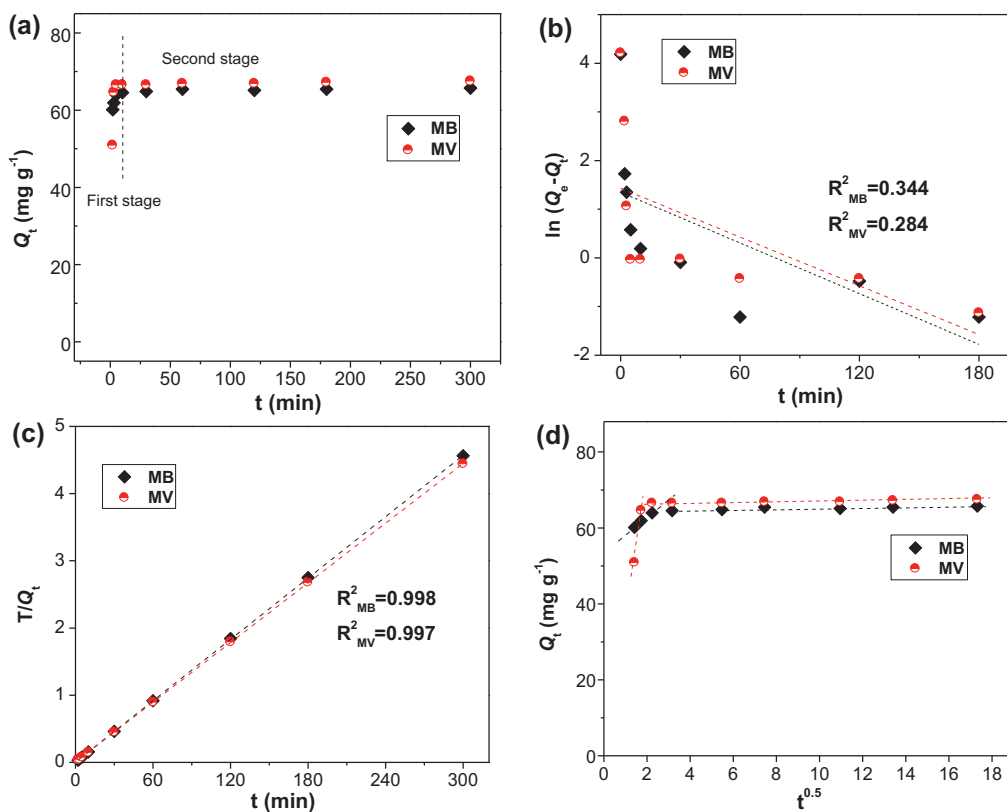 (a)
80
60
40
20
0
Qt (mg g-1)
Second stage
First stage
MB
MV
0 50 100 150 200 250 300
t (min)
(b)
4
2
0
-2
ln (Qe-Qt)
MB
MV
R2MB=0.344
R2MV=0.284
0 60 120 180
t (min)
(c)
5
4
3
2
1
0
T/Qt
MB
MV
R2MB=0.998
R2MV=0.997
0 60 120 180 240 300
t (min)
(d)
80
60
40
20
0
Qt (mg g-1)
MB
MV
0 2 4 6 8 10 12 14 16 18
t0.5